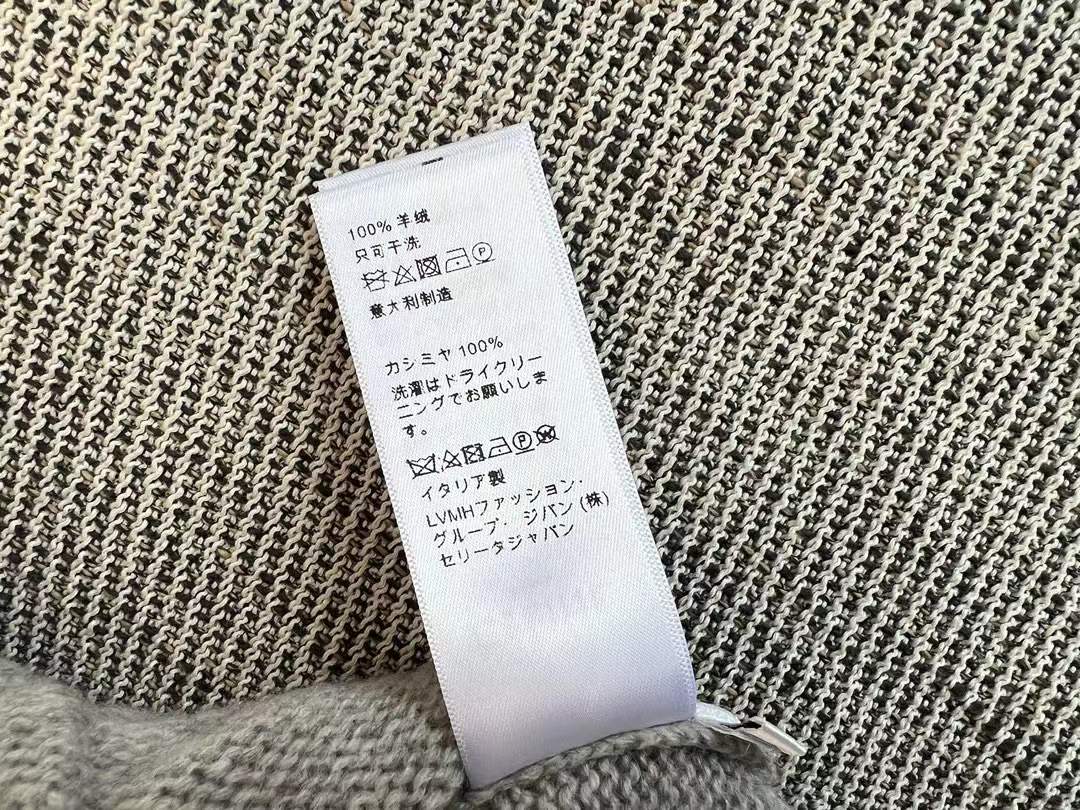 100% 羊绒
只可干洗
P
意大利制造
カシミヤ 100%
洗濯はドライクリー
ニングでお願いしま
す。
P W
イタリア製
LVMHファッション・
グループ・ ジバン (株)
セリータジャパン